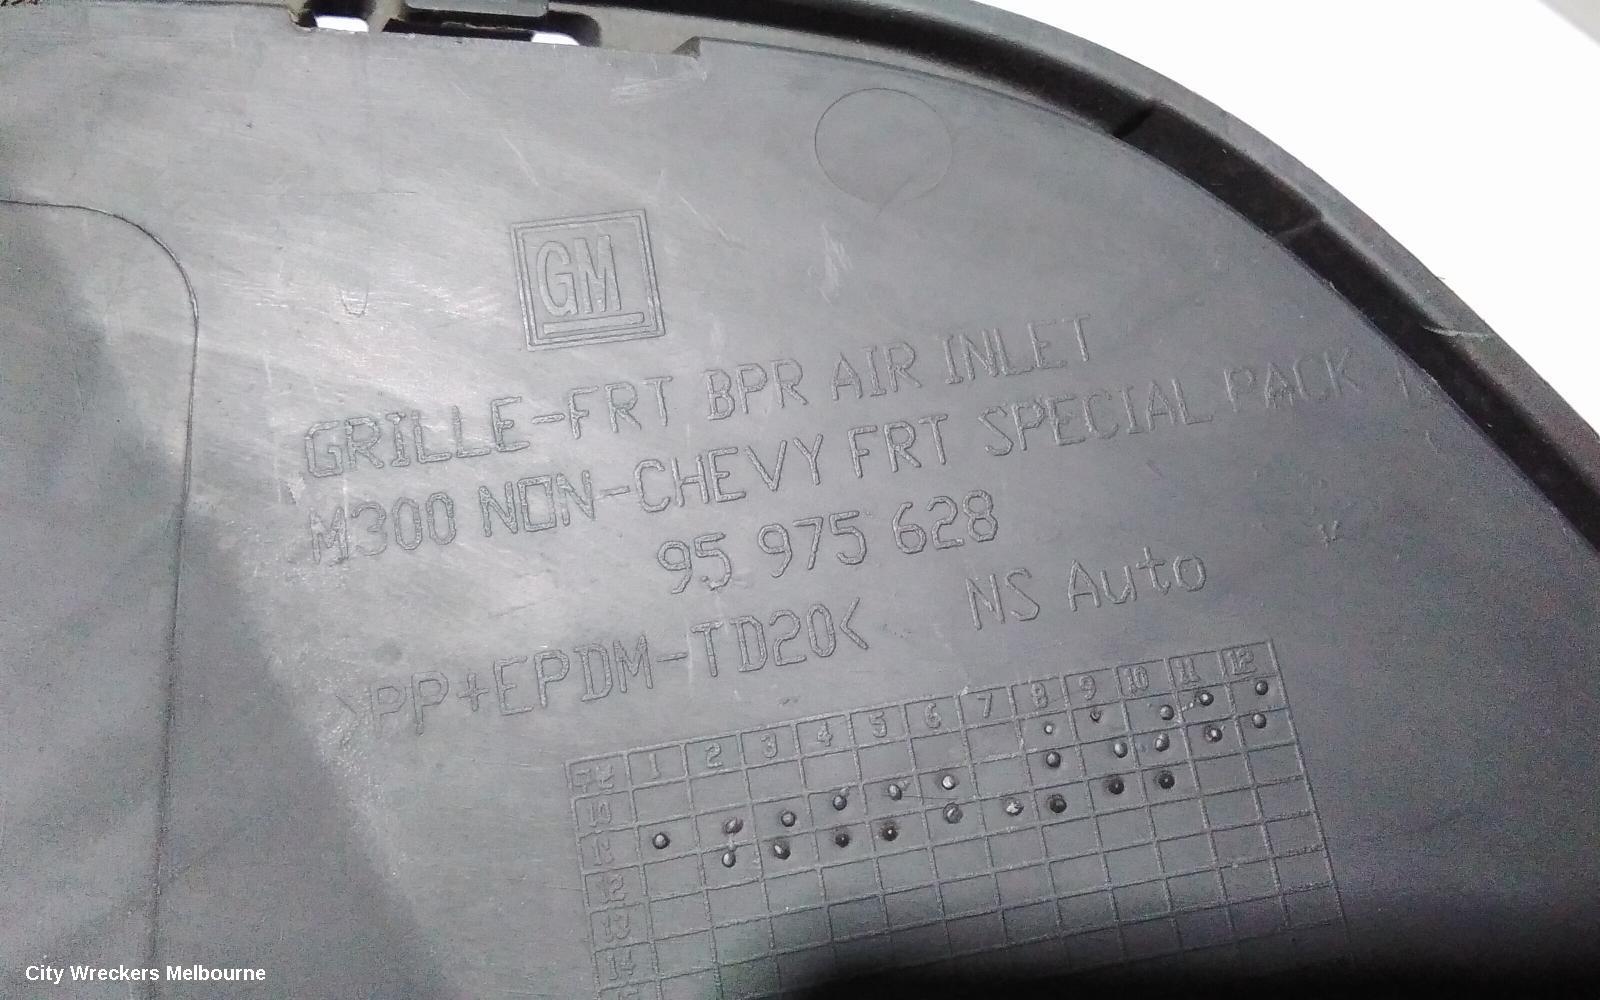 GM
GRILLE-FRT BPR AIR INLET
M300 NON-CHEVY FRT SPECIAL PACK
95 975 628
>PP+EPDM-TD20< NS Auto
1 2 3 4 5 6 7 8 9 10 11 12
10
11
12
13
14
City Wreckers Melbourne